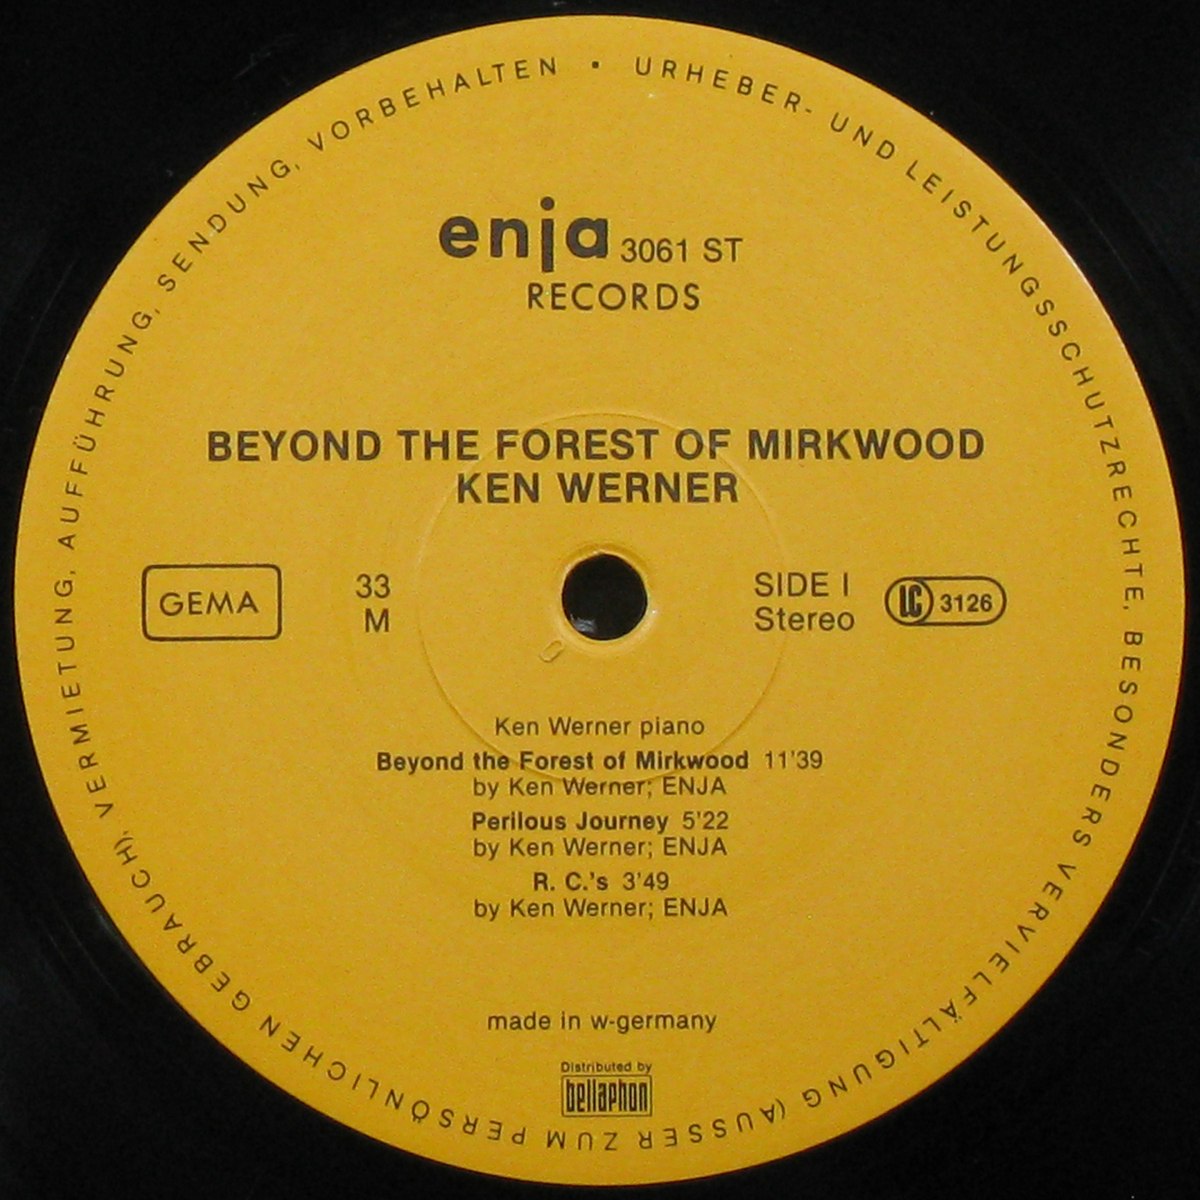 URHEBER- UND LEISTUNGSSCHUTZRECHTE, BESONDERS VERVIELFÄLTIGUNG (AUSSER ZUM PERSÖNLICHEN GEBRAUCH), VERMIETUNG, AUFFÜHRUNG, SENDUNG, VORBEHALTEN •
enja 3061 ST
RECORDS
BEYOND THE FOREST OF MIRKWOOD
KEN WERNER
GEMA
33
M
SIDE I
Stereo
LC 3126
Ken Werner piano
Beyond the Forest of Mirkwood 11'39
by Ken Werner; ENJA
Perilous Journey 5'22
by Ken Werner; ENJA
R. C.'s 3'49
by Ken Werner; ENJA
made in w-germany
Distributed by
bellaphon